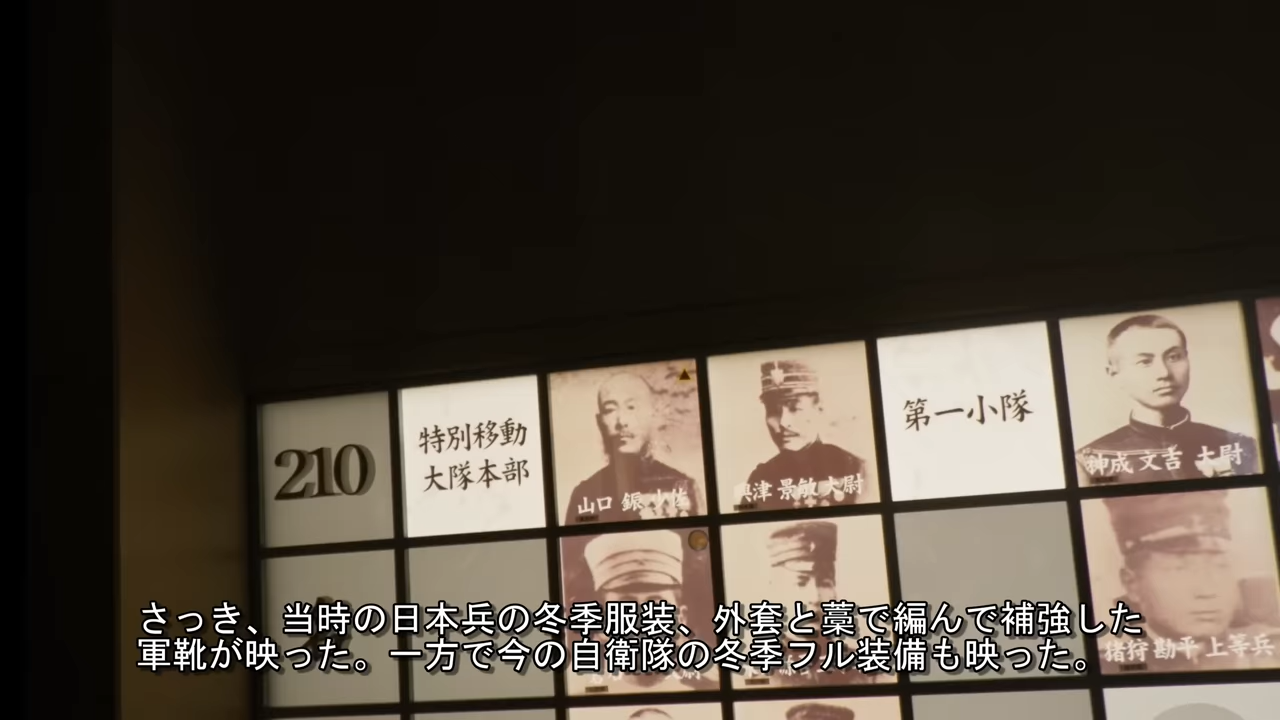 210
特別移動
大隊本部
山口 鋠 少佐
興津 景敏 大尉
第一小隊
神成 文吉 大尉
猪狩 勘平 上等兵
さっき、当時の日本兵の冬季服装、外套と藁で編んで補強した
軍靴が映った。一方で今の自衛隊の冬季フル装備も映った。